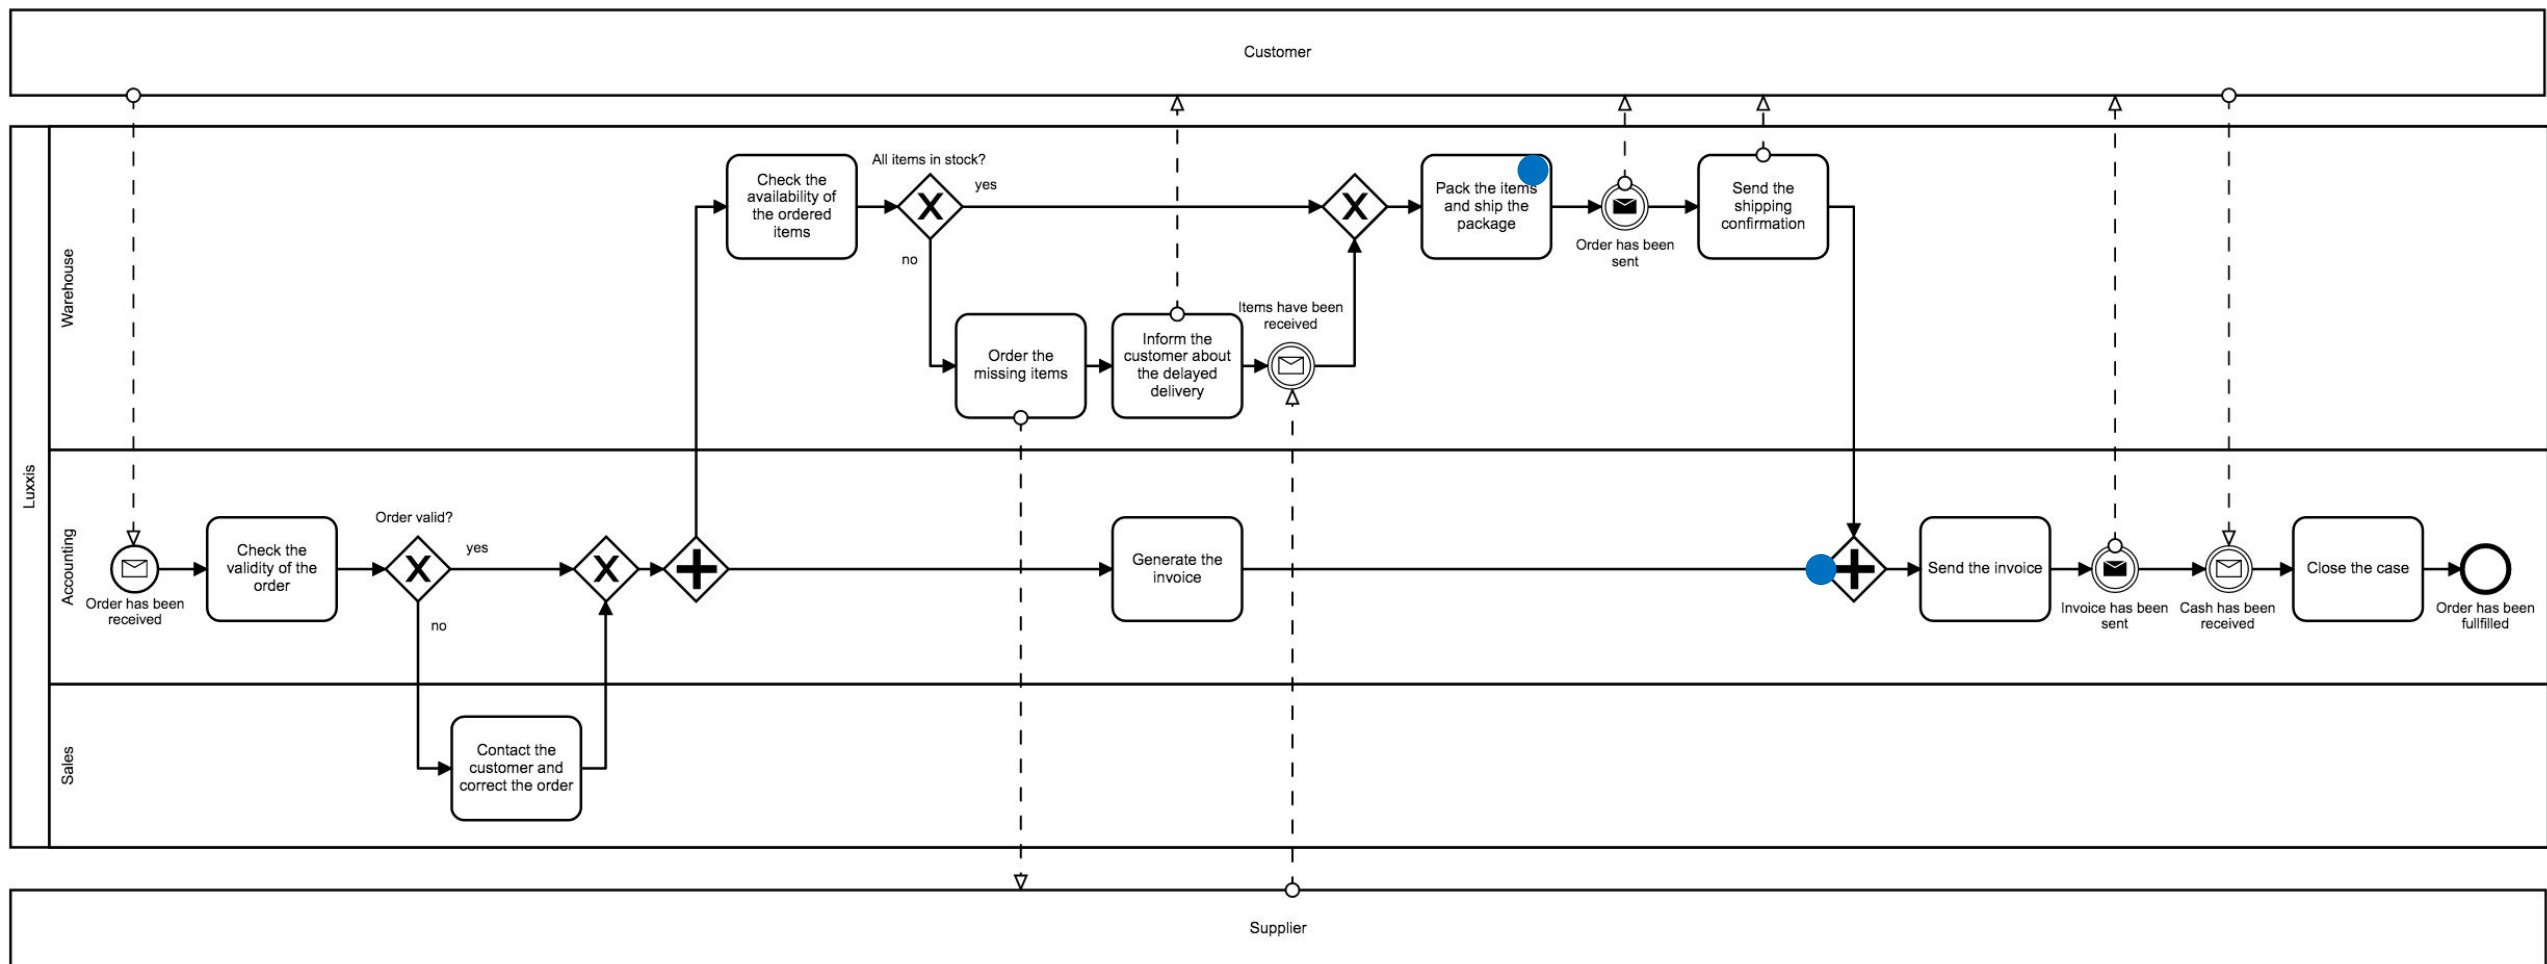 Customer
Luxxis
Warehouse
Check the
availability of
the ordered
items
All items in stock?
yes
no
Order the
missing items
Inform the
customer about
the delayed
delivery
Items have been
received
Pack the items
and ship the
package
Order has been
sent
Send the
shipping
confirmation
Accounting
Order has been
received
Check the
validity of the
order
Order valid?
yes
no
Generate the
invoice
Send the invoice
Invoice has been
sent
Cash has been
received
Close the case
Order has been
fullfilled
Sales
Contact the
customer and
correct the order
Supplier